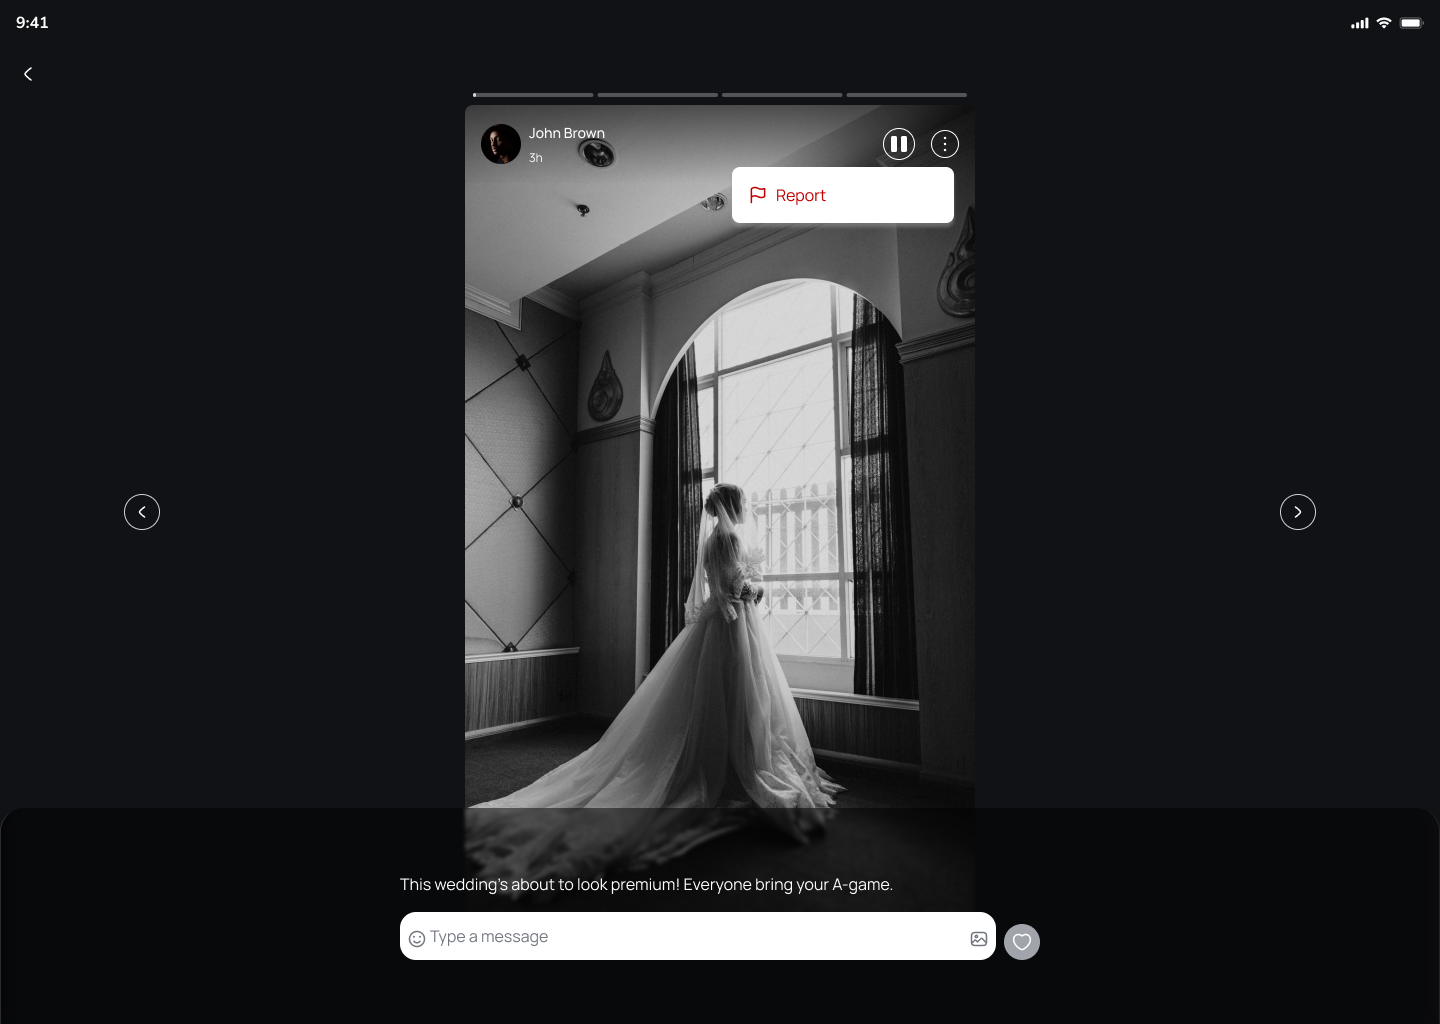 9:41
John Brown
3h
Report
This wedding's about to look premium! Everyone bring your A-game.
Type a message